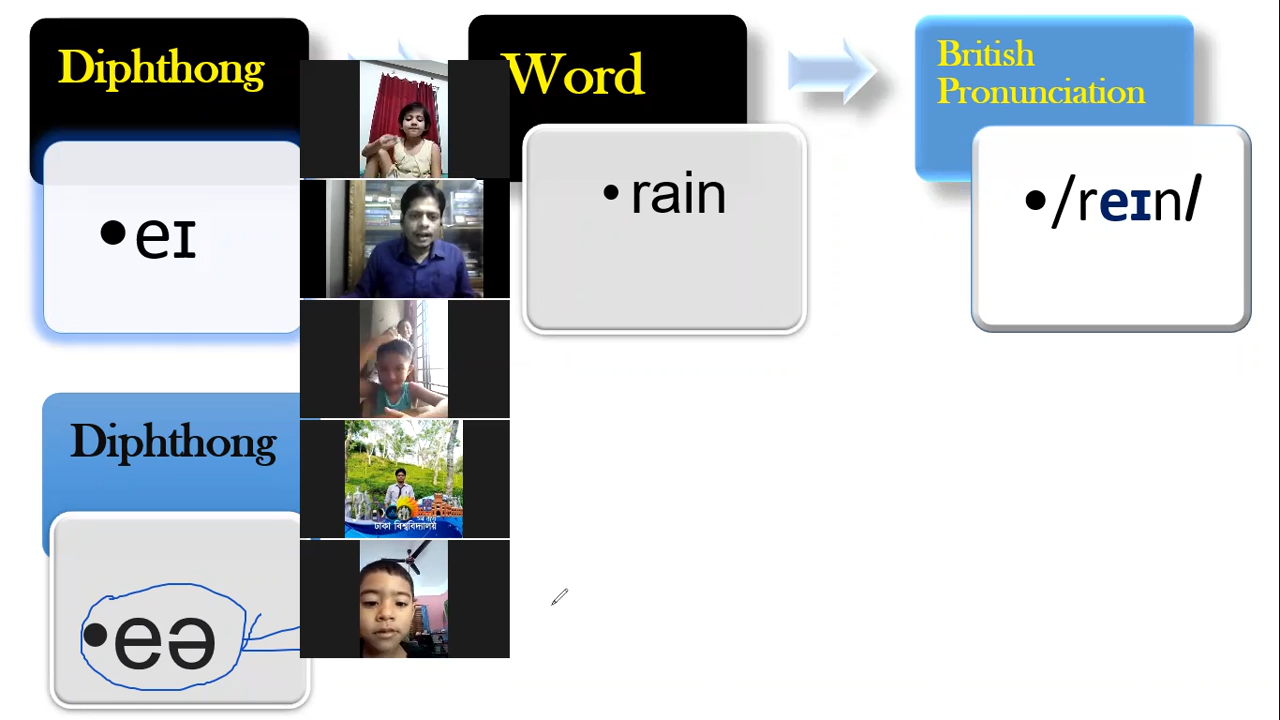 Diphthong
Word
British
Pronunciation
•eɪ
•rain
•/reɪn/
ঢাকা বিশ্ববিদ্যালয়
Diphthong
•eə